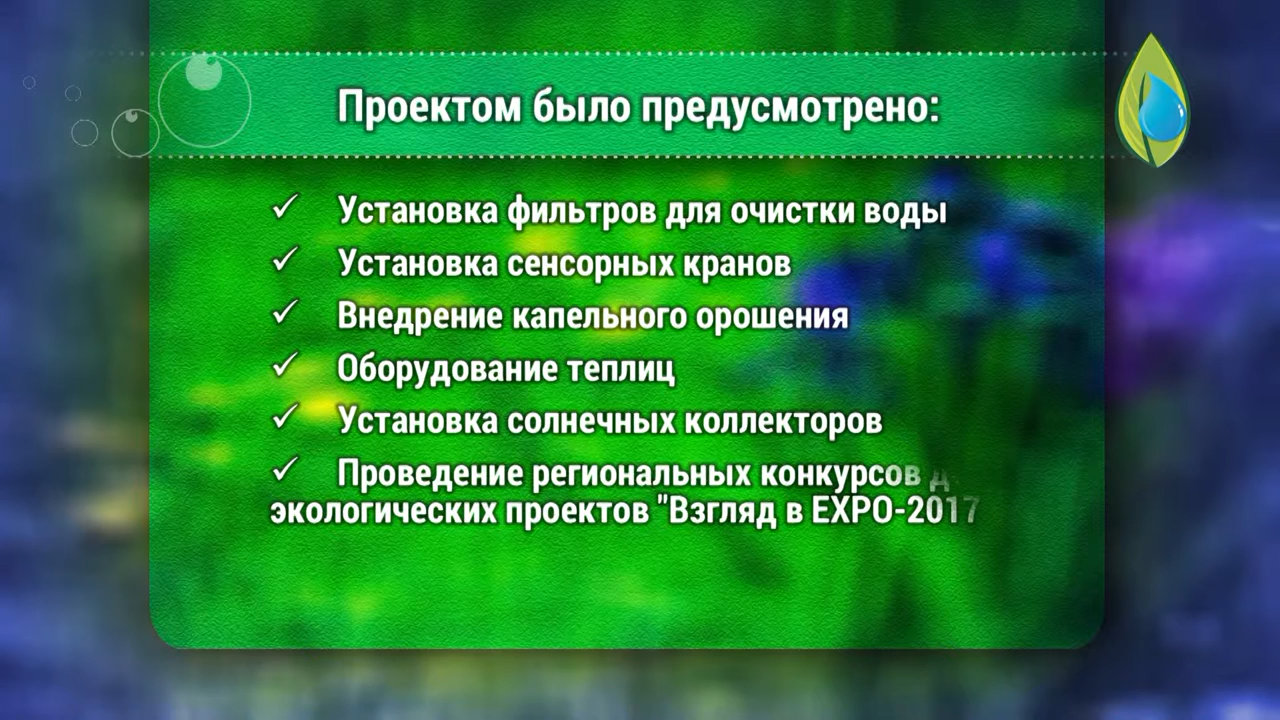 Проектом было предусмотрено:
✓ Установка фильтров для очистки воды
✓ Установка сенсорных кранов
✓ Внедрение капельного орошения
✓ Оборудование теплиц
✓ Установка солнечных коллекторов
✓ Проведение региональных конкурсов
экологических проектов "Взгляд в EXPO-2017